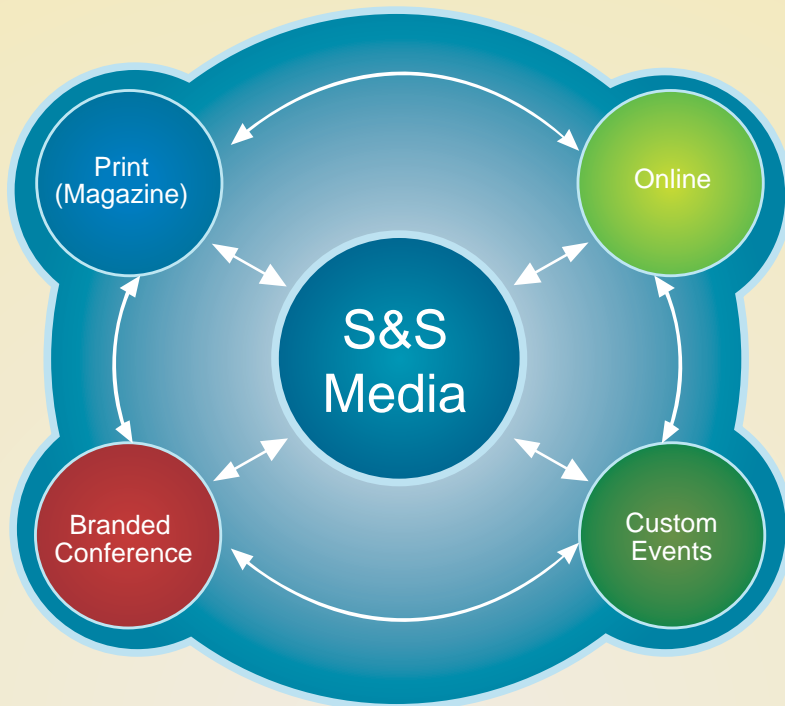 Print
(Magazine)
Online
S&S
Media
Branded
Conference
Custom
Events